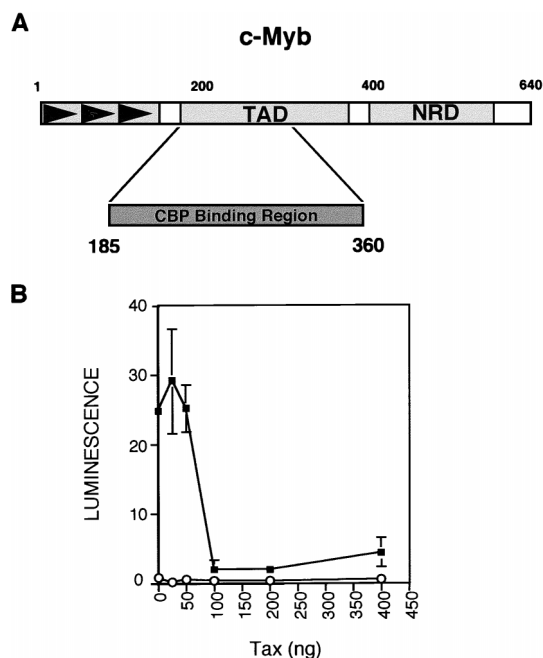 A
c-Myb
1 200 400 640
TAD NRD
CBP Binding Region
185 360
B
40
30
20
10
0
LUMINESCENCE
0 50 100 150 200 250 300 350 400 450
Tax (ng)